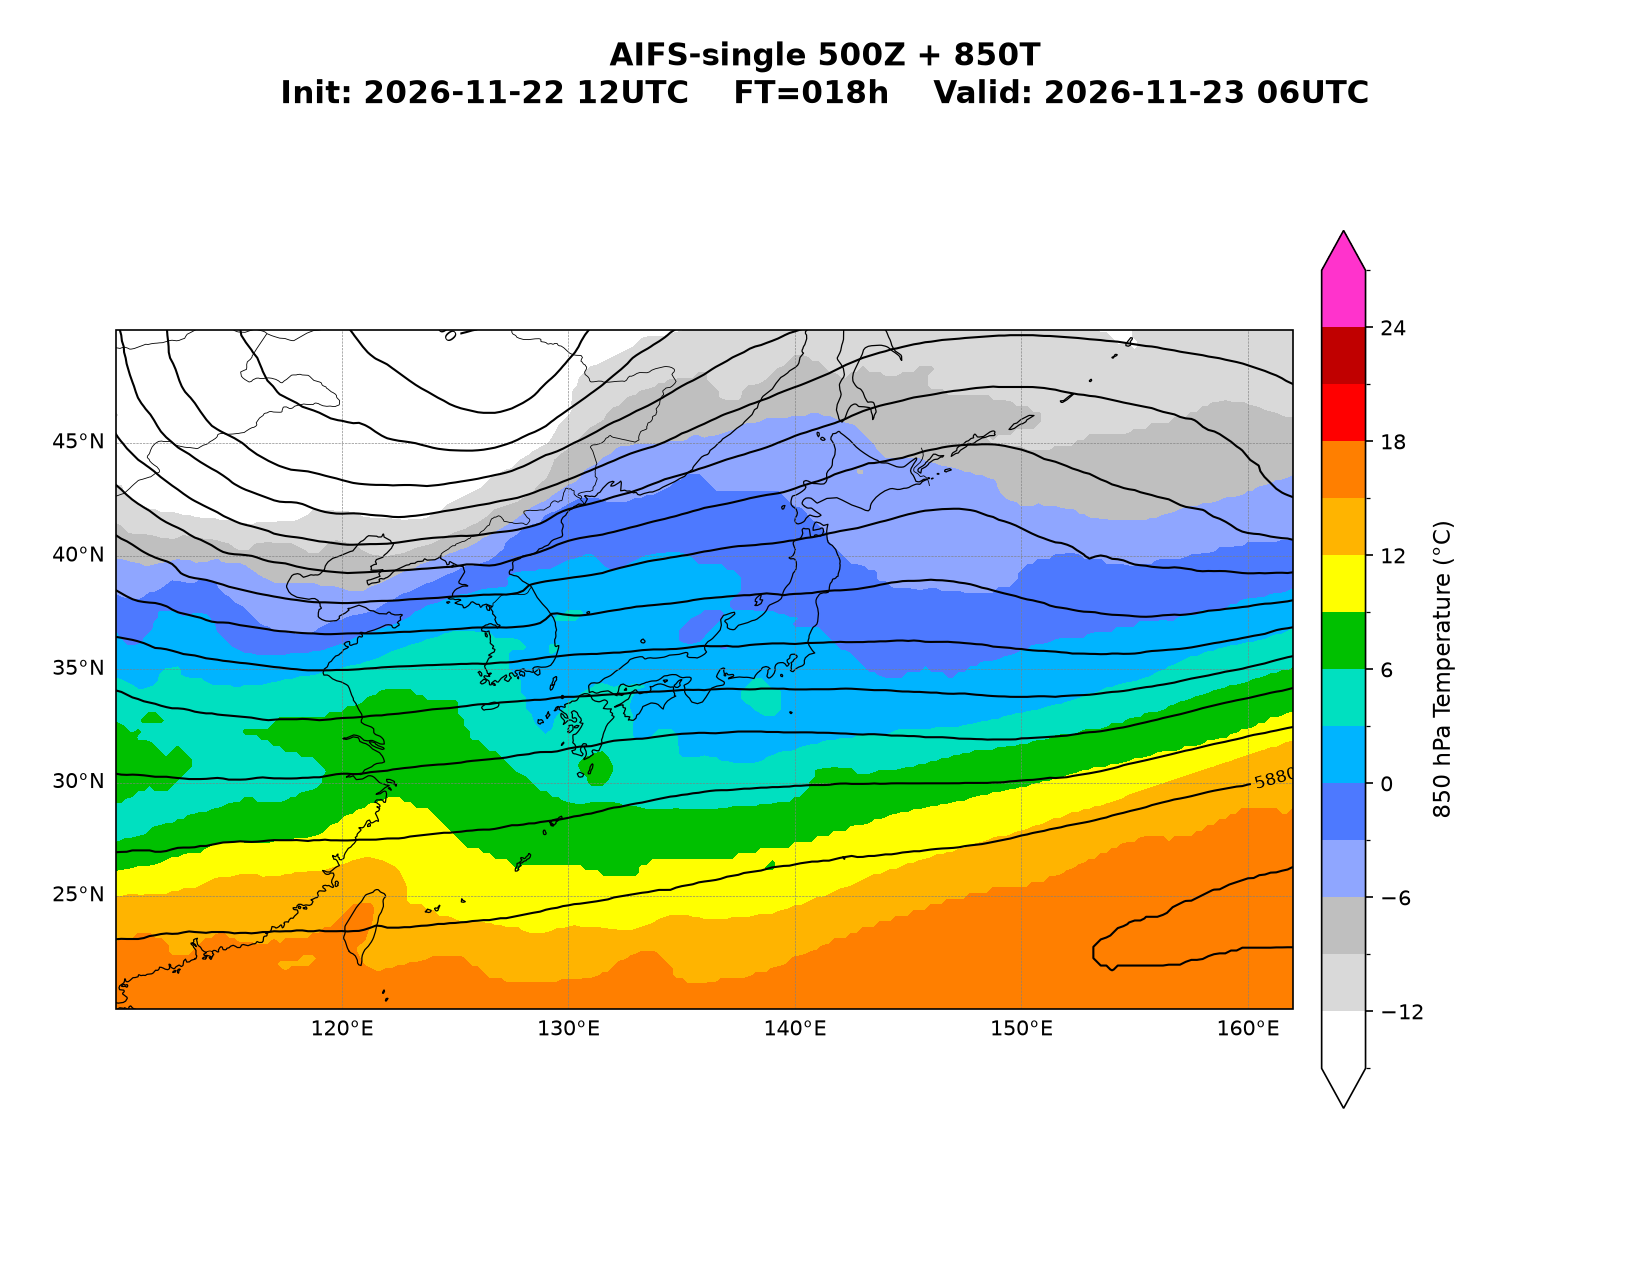 AIFS-single 500Z + 850T
Init: 2026-11-22 12UTC    FT=018h    Valid: 2026-11-23 06UTC
45°N
40°N
35°N
30°N
25°N
120°E
130°E
140°E
150°E
160°E
5880
24
18
12
6
0
−6
−12
850 hPa Temperature (°C)